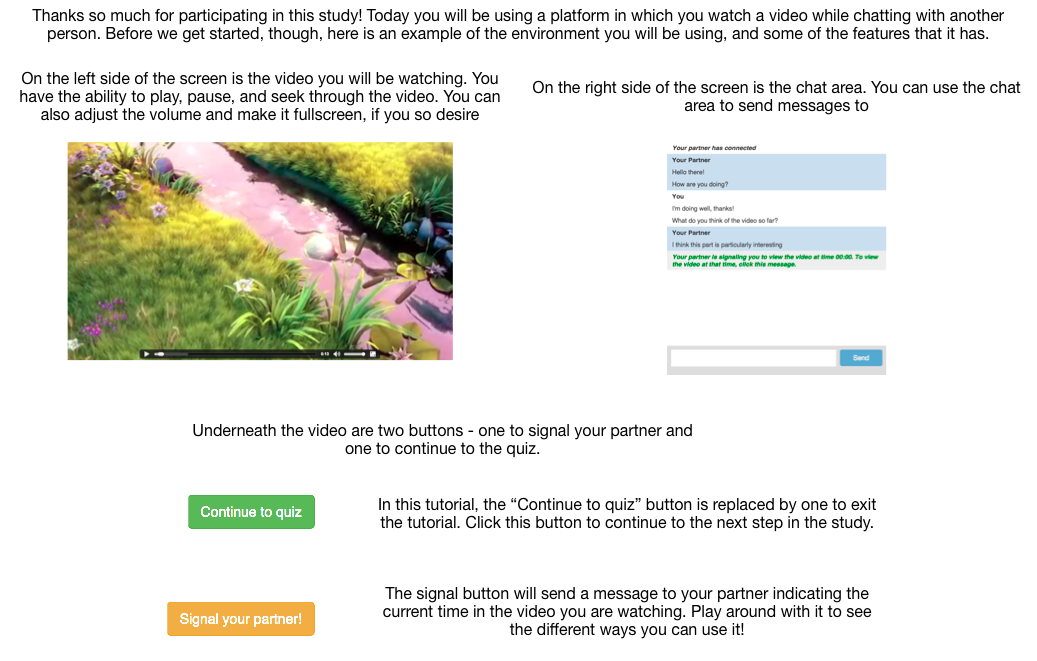 Thanks so much for participating in this study! Today you will be using a platform in which you watch a video while chatting with another
person. Before we get started, though, here is an example of the environment you will be using, and some of the features that it has.
On the left side of the screen is the video you will be watching. You
have the ability to play, pause, and seek through the video. You can
also adjust the volume and make it fullscreen, if you so desire
On the right side of the screen is the chat area. You can use the chat
area to send messages to
Your partner has connected
Your Partner
Hello there!
How are you doing?
You
I'm doing well, thanks!
What do you think of the video so far?
Your Partner
I think this part is particularly interesting
Your partner is signaling you to view the video at time 00:00. To view
the video at that time, click this message.
Send
Underneath the video are two buttons - one to signal your partner and
one to continue to the quiz.
Continue to quiz
In this tutorial, the “Continue to quiz” button is replaced by one to exit
the tutorial. Click this button to continue to the next step in the study.
Signal your partner!
The signal button will send a message to your partner indicating the
current time in the video you are watching. Play around with it to see
the different ways you can use it!